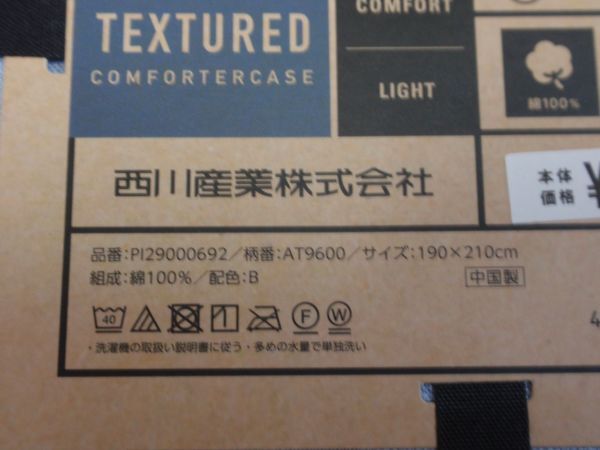 TEXTURED
COMFORTERCASE
COMFORT
LIGHT
綿100%
西川産業株式会社
本体
価格
¥
品番:PI29000692/柄番:AT9600/サイズ:190×210cm
組成:綿100%/配色:B
中国製
40
F
W
・洗濯機の取扱い説明書に従う・多めの水量で単独洗い
4